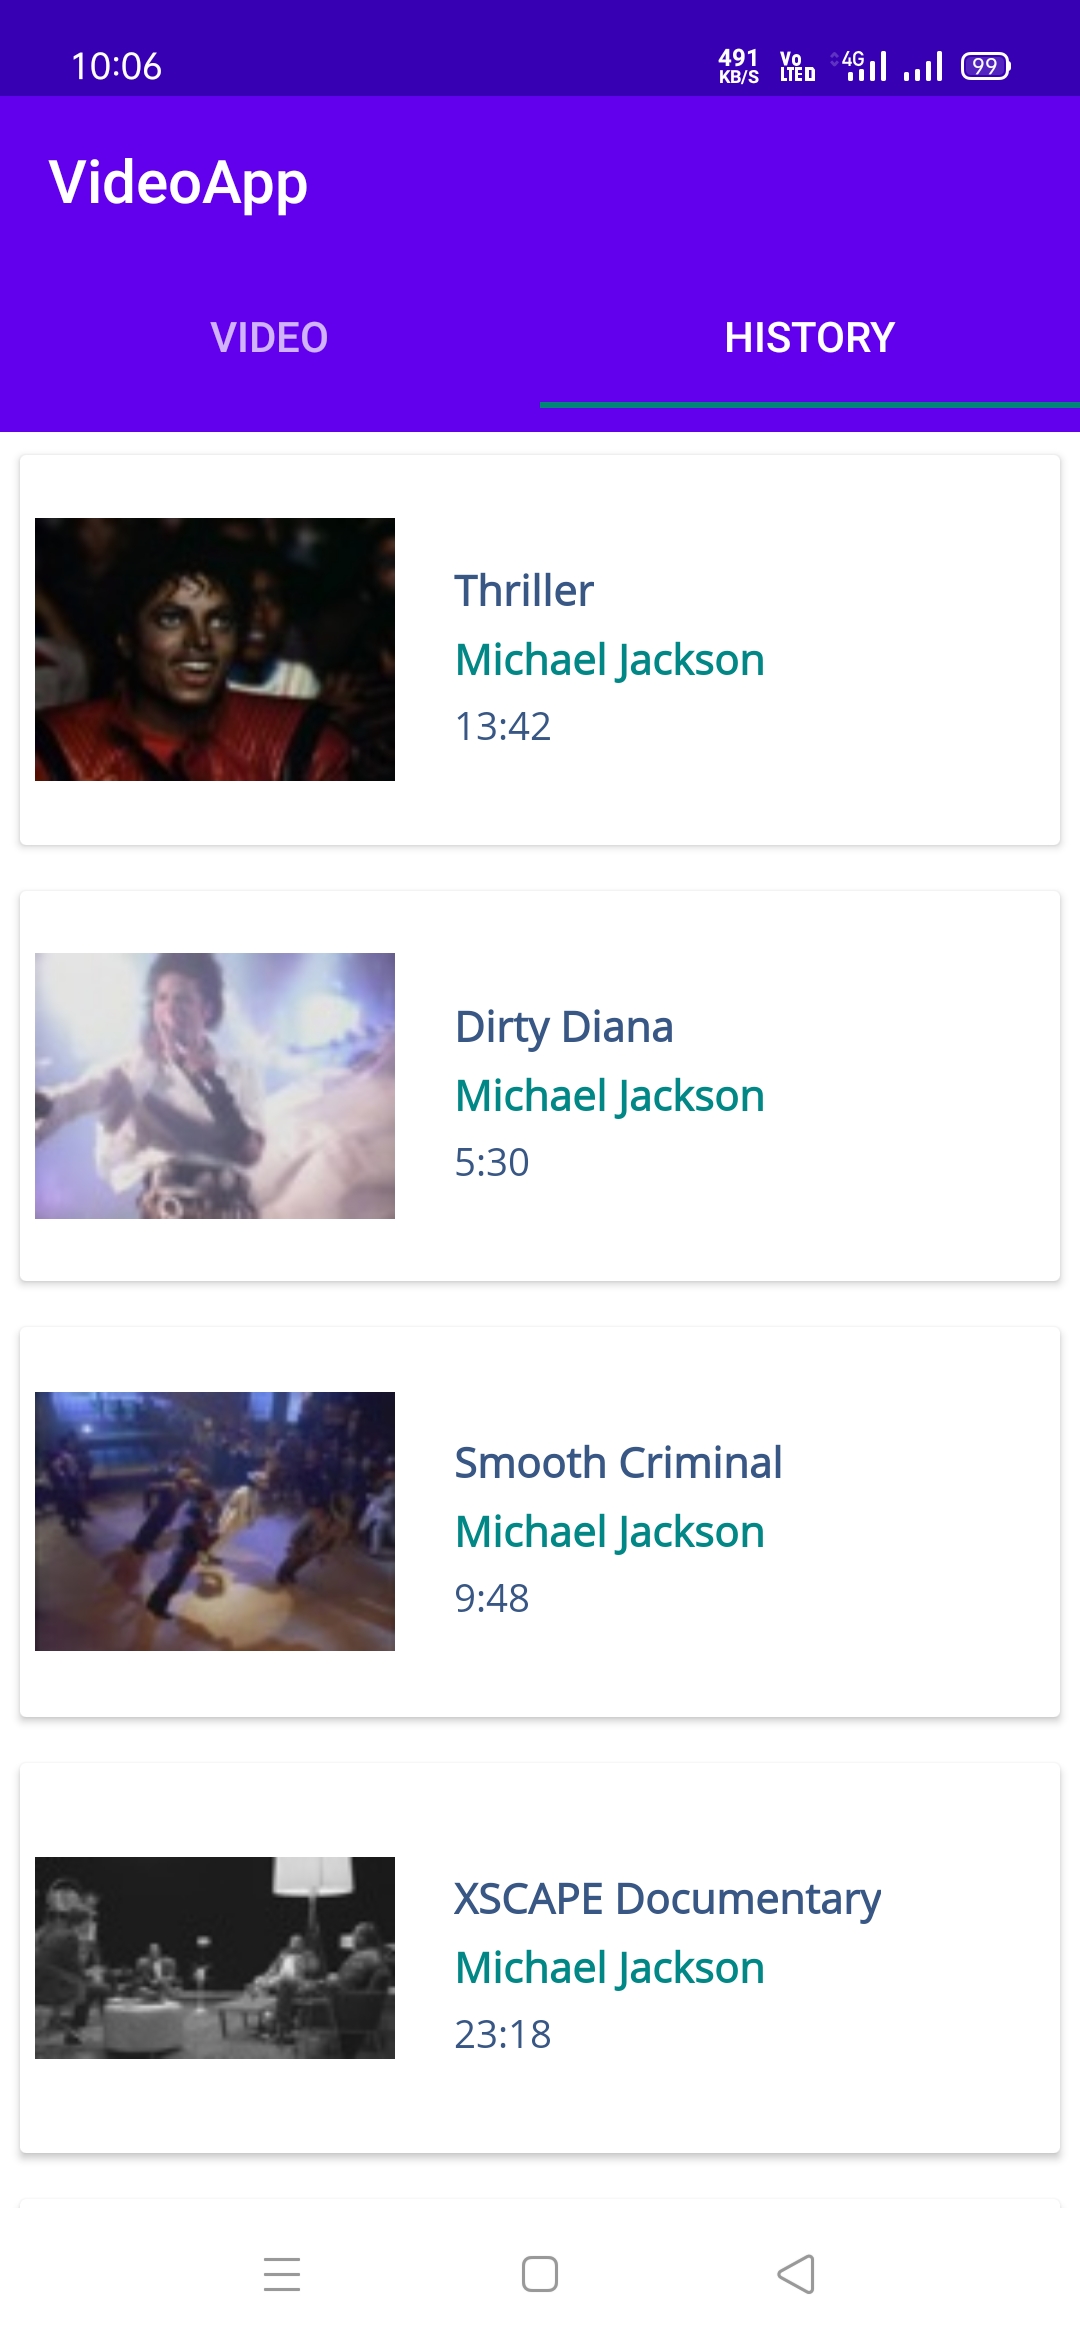 10:06
491
KB/S
Vo
LTE
4G
99
VideoApp
VIDEO
HISTORY
Thriller
Michael Jackson
13:42
Dirty Diana
Michael Jackson
5:30
Smooth Criminal
Michael Jackson
9:48
XSCAPE Documentary
Michael Jackson
23:18